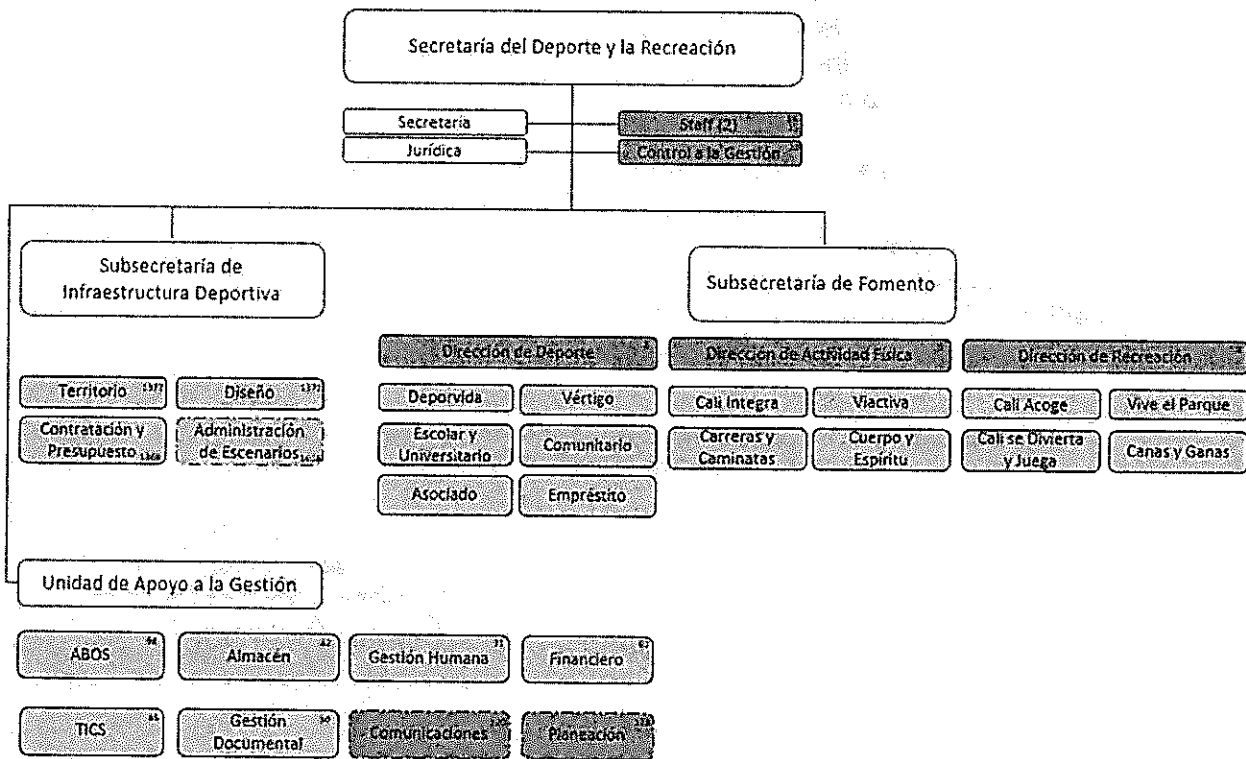 Secretaría del Deporte y la Recreación
Secretaria
Staff (2)
Jurídica
Control a la Gestión
Subsecretaría de
Infraestructura Deportiva
Subsecretaría de Fomento
Dirección de Deporte
Dirección de Actividad Física
Dirección de Recreación
Territorio
Diseño
Contratación y
Presupuesto
Administración
de Escenarios
Deporvida
Vértigo
Cali Integra
Viactiva
Cali Acoge
Vive el Parque
Escolar y
Universitario
Comunitario
Carreras y
Caminatas
Cuerpo y
Espíritu
Cali se Divierta
y Juega
Canas y Ganas
Asociado
Empréstito
Unidad de Apoyo a la Gestión
ABOS
Almacén
Gestión Humana
Financiero
TICS
Gestión
Documental
Comunicaciones
Planeación